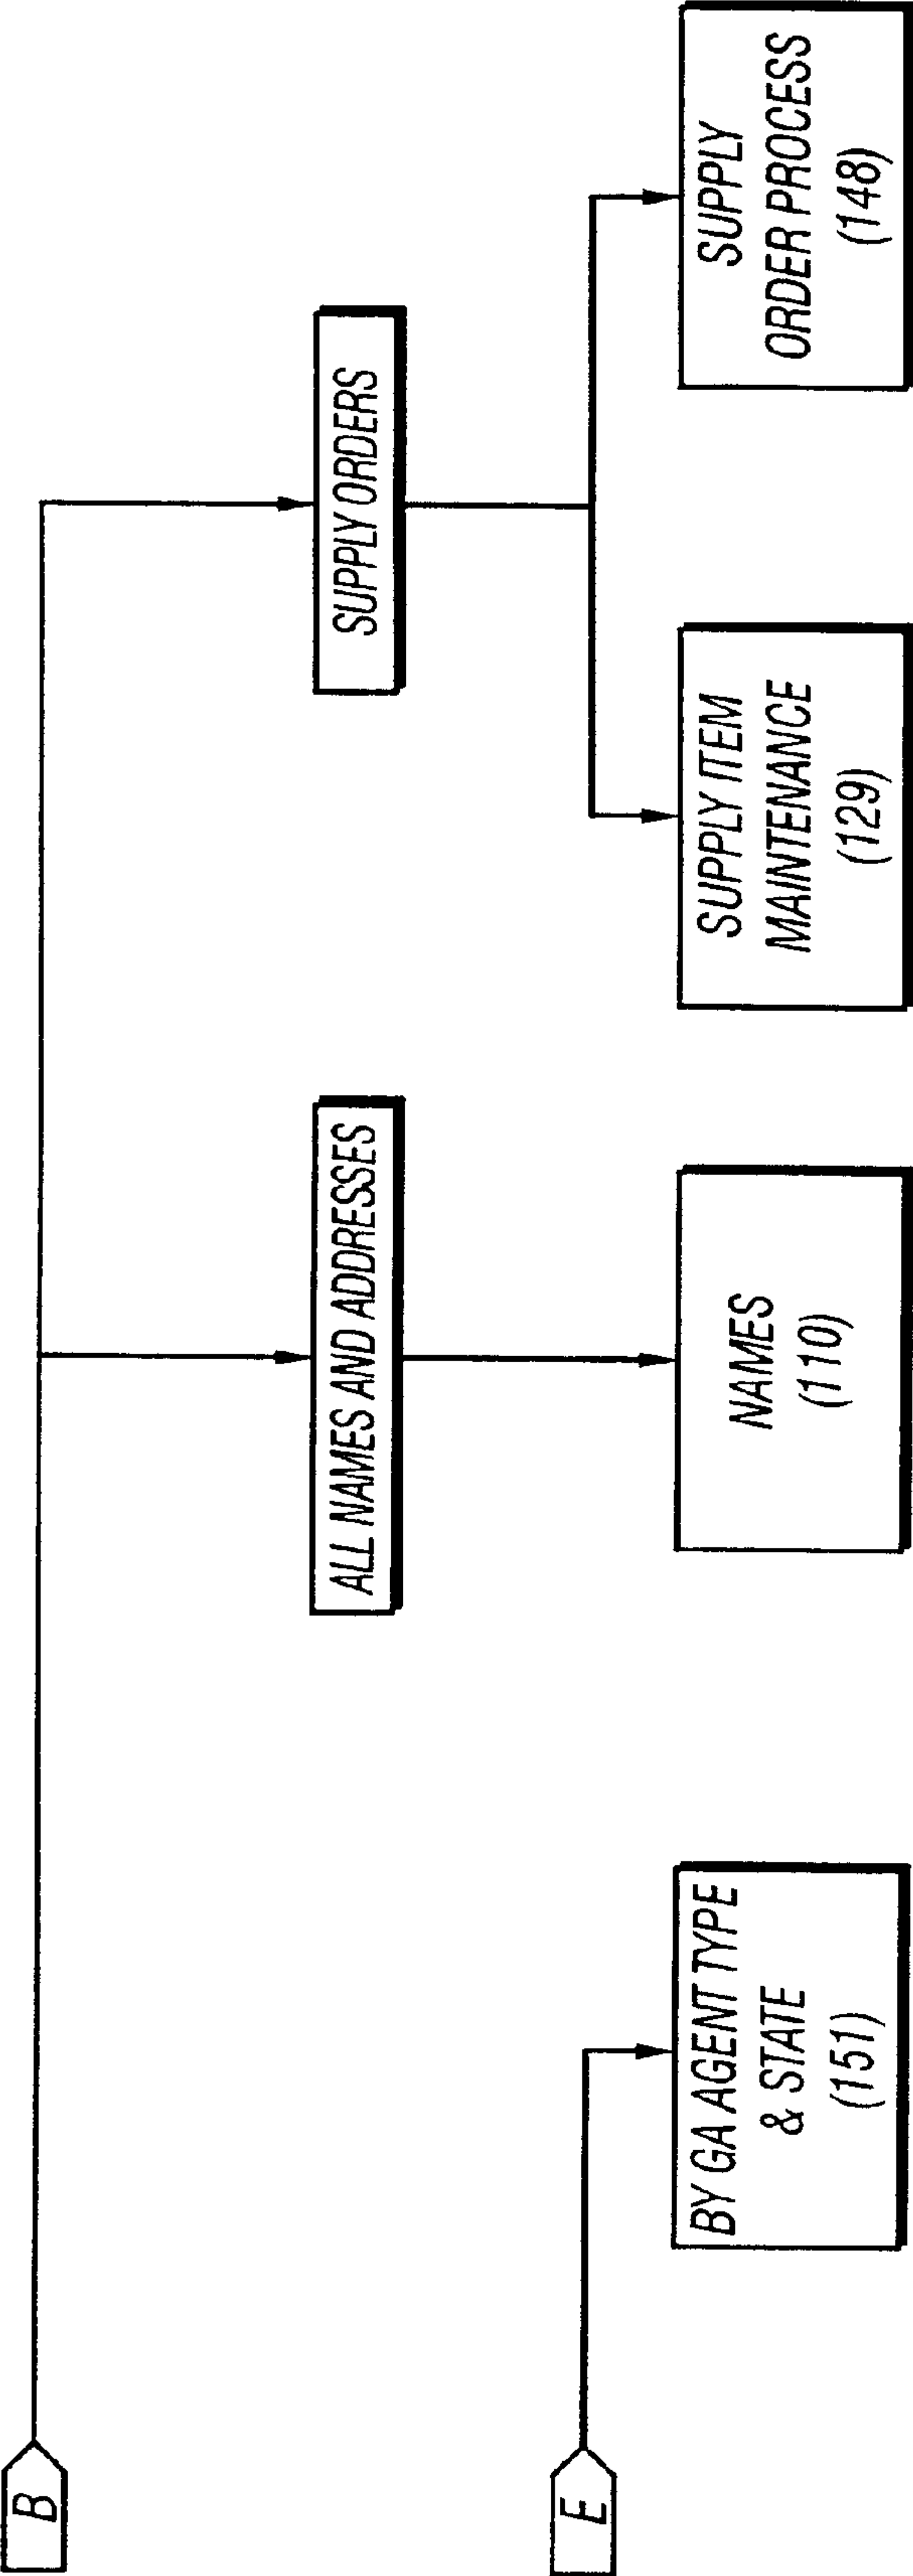 B
ALL NAMES AND ADDRESSES
SUPPLY ORDERS
E
BY GA AGENT TYPE
& STATE
(151)
NAMES
(110)
SUPPLY ITEM
MAINTENANCE
(129)
SUPPLY
ORDER PROCESS
(148)